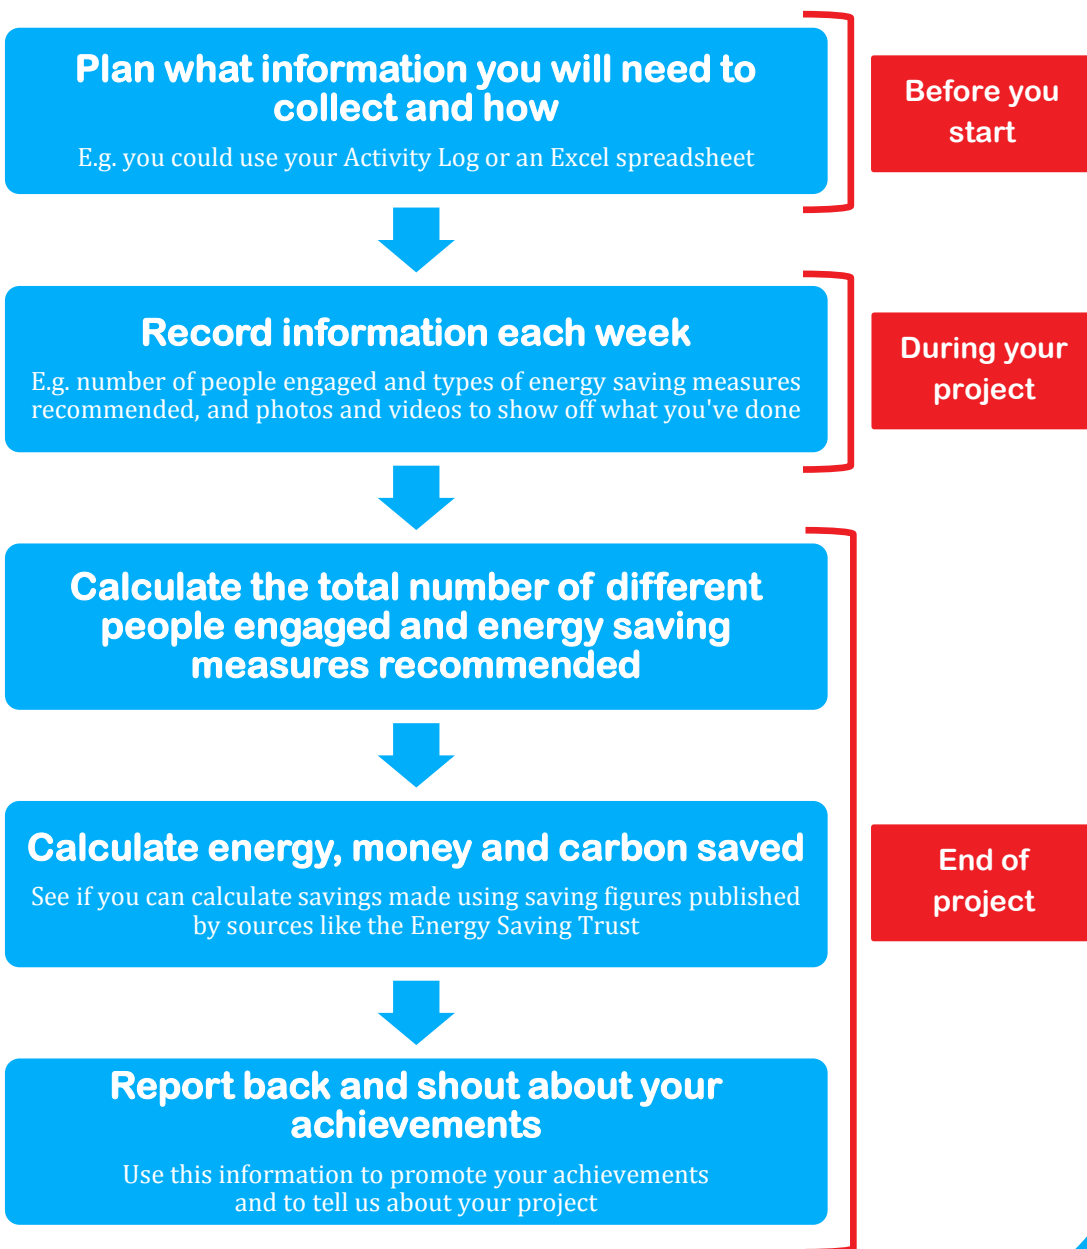 Plan what information you will need to
collect and how
E.g. you could use your Activity Log or an Excel spreadsheet
Before you
start
Record information each week
E.g. number of people engaged and types of energy saving measures
recommended, and photos and videos to show off what you've done
During your
project
Calculate the total number of different
people engaged and energy saving
measures recommended
Calculate energy, money and carbon saved
See if you can calculate savings made using saving figures published
by sources like the Energy Saving Trust
End of
project
Report back and shout about your
achievements
Use this information to promote your achievements
and to tell us about your project